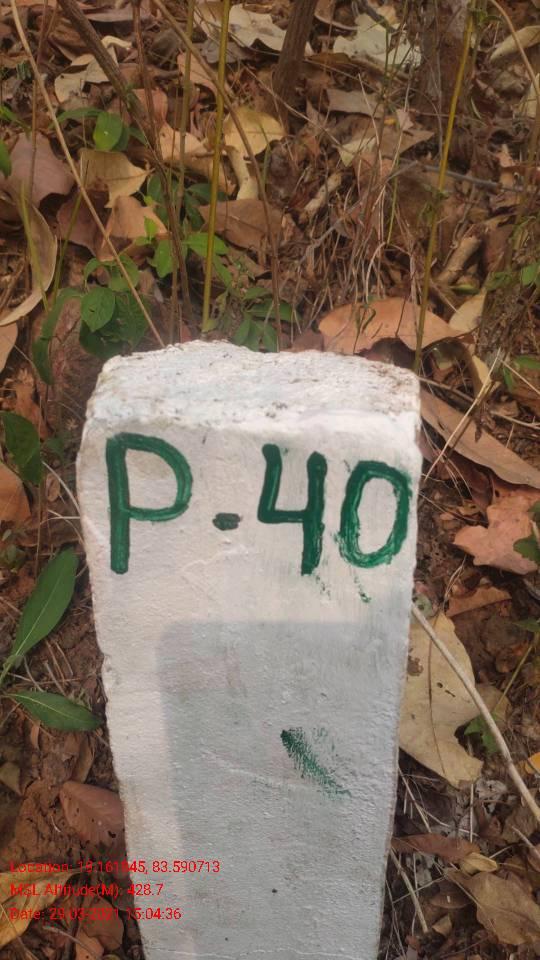 P.40
Location: 19.161845, 83.590713
MSL Altitude(M): 428.7
Date: 29-03-2021 15:04:36